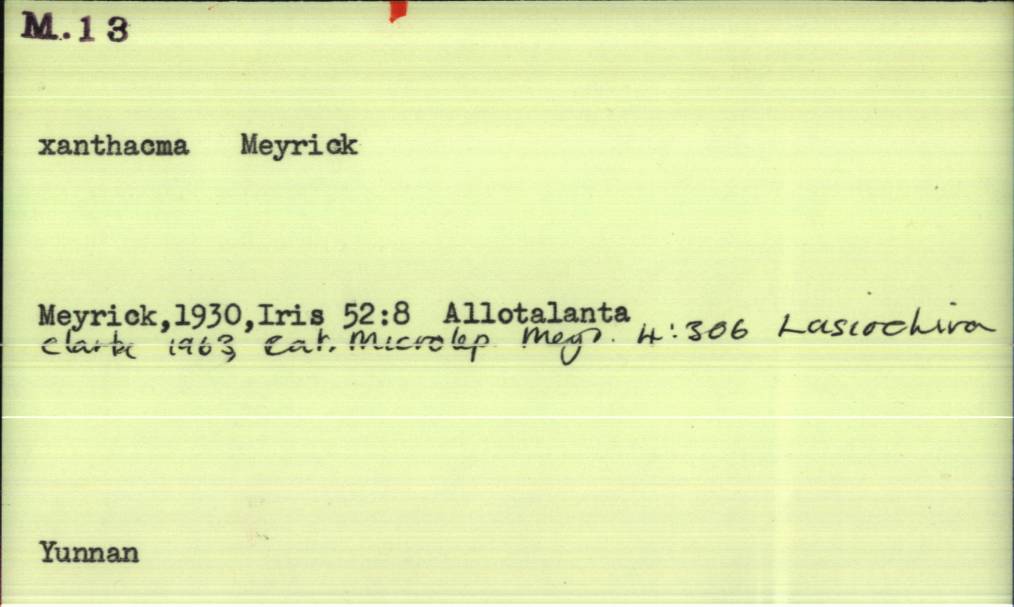 M.13
xanthacma Meyrick
Meyrick,1930,Iris 52:8 Allotalanta
Clarke 1963, Cat. Microlep Meyr. 4:306 Lasiochira
Yunnan